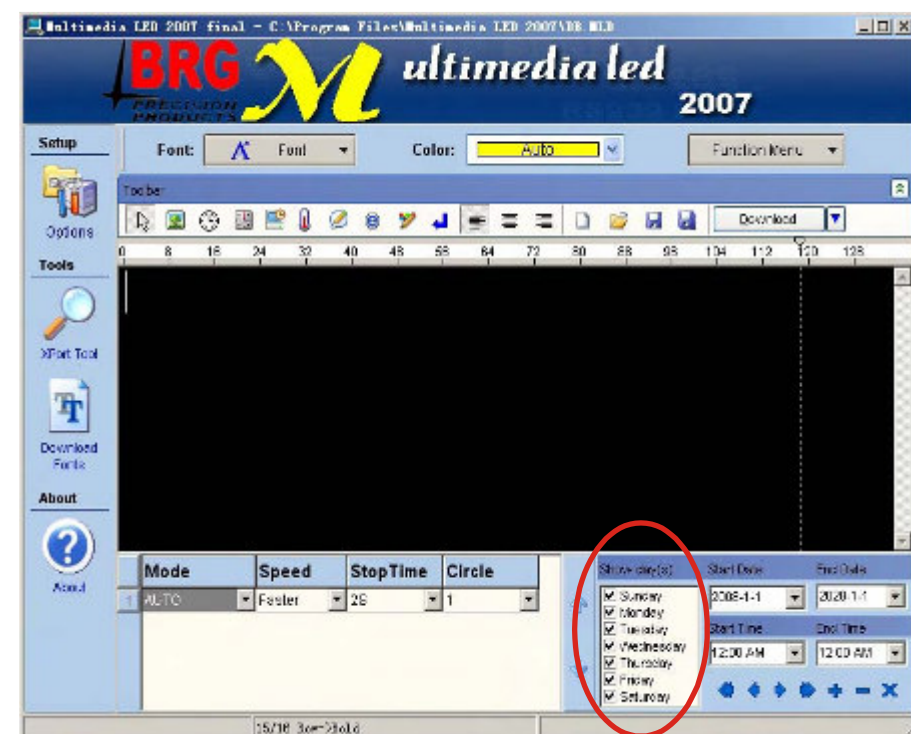 Multimedia LED 2007 final - C:\Program Files\Multimedia LED 2007\BB.MLD
BRG
PRECISION
PRODUCTS
Multimedia led
2007
Setup
Font: Font
Color: Auto
Function Menu
Toolbar
Options
Download
0 8 16 24 32 40 48 56 64 72 80 88 96 104 112 120 128
Tools
XPort Tool
Download
Fonts
About
About
Mode Speed StopTime Circle
1 AUTO Faster 1
Show day(s)
Sunday
Monday
Tuesday
Wednesday
Thursday
Friday
Saturday
Start Date End Date
2008-1-1 2028-1-1
Start Time End Time
12:00 AM 12:00 AM